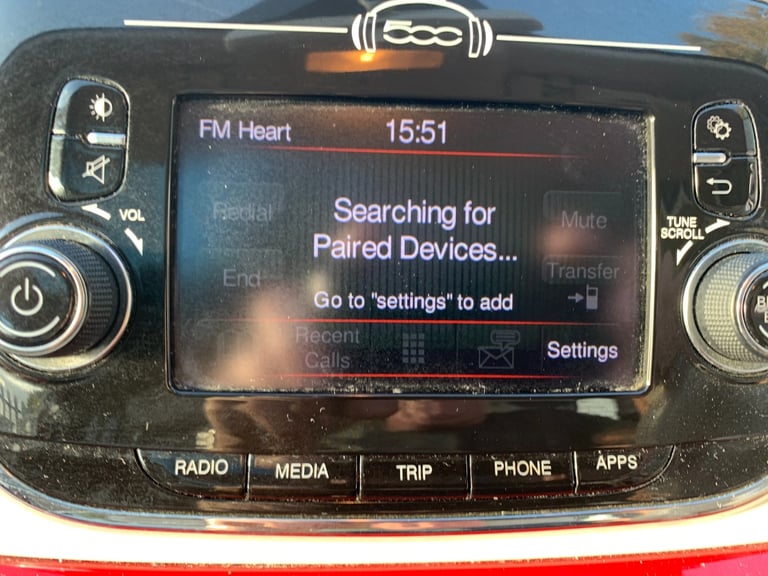 500
FM Heart
15:51
VOL
TUNE
SCROLL
Redial
Searching for
Paired Devices...
Mute
End
Transfer
Go to "settings" to add
Recent
Calls
Settings
RADIO
MEDIA
TRIP
PHONE
APPS